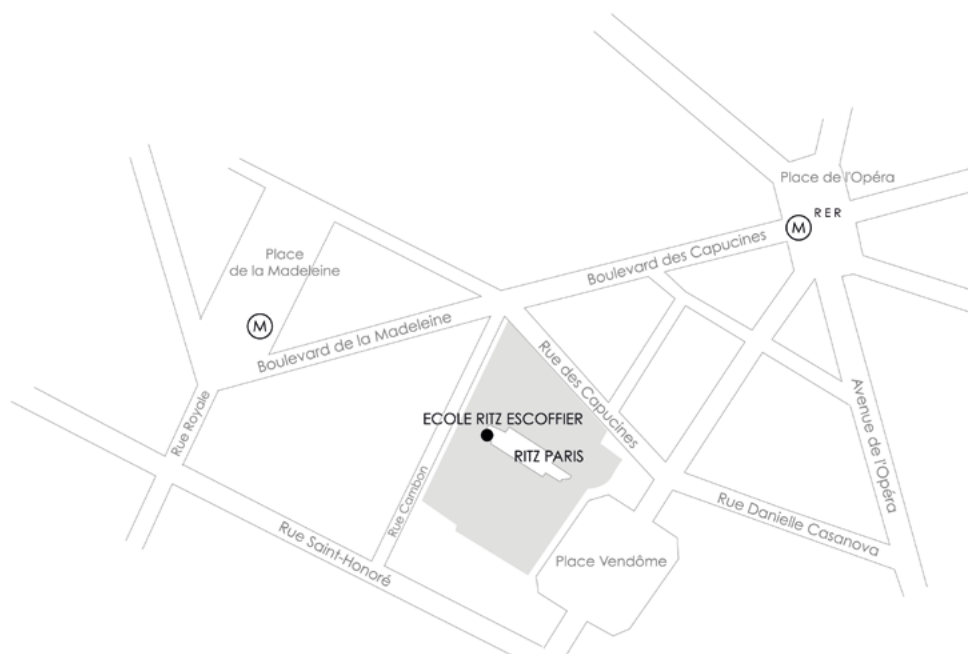 Place de l'Opéra
M
RER
Boulevard des Capucines
Place
de la Madeleine
M
Boulevard de la Madeleine
Rue des Capucines
Rue Royale
ECOLE RITZ ESCOFFIER
RITZ PARIS
Avenue de l'Opéra
Rue Cambon
Rue Danielle Casanova
Rue Saint-Honoré
Place Vendôme